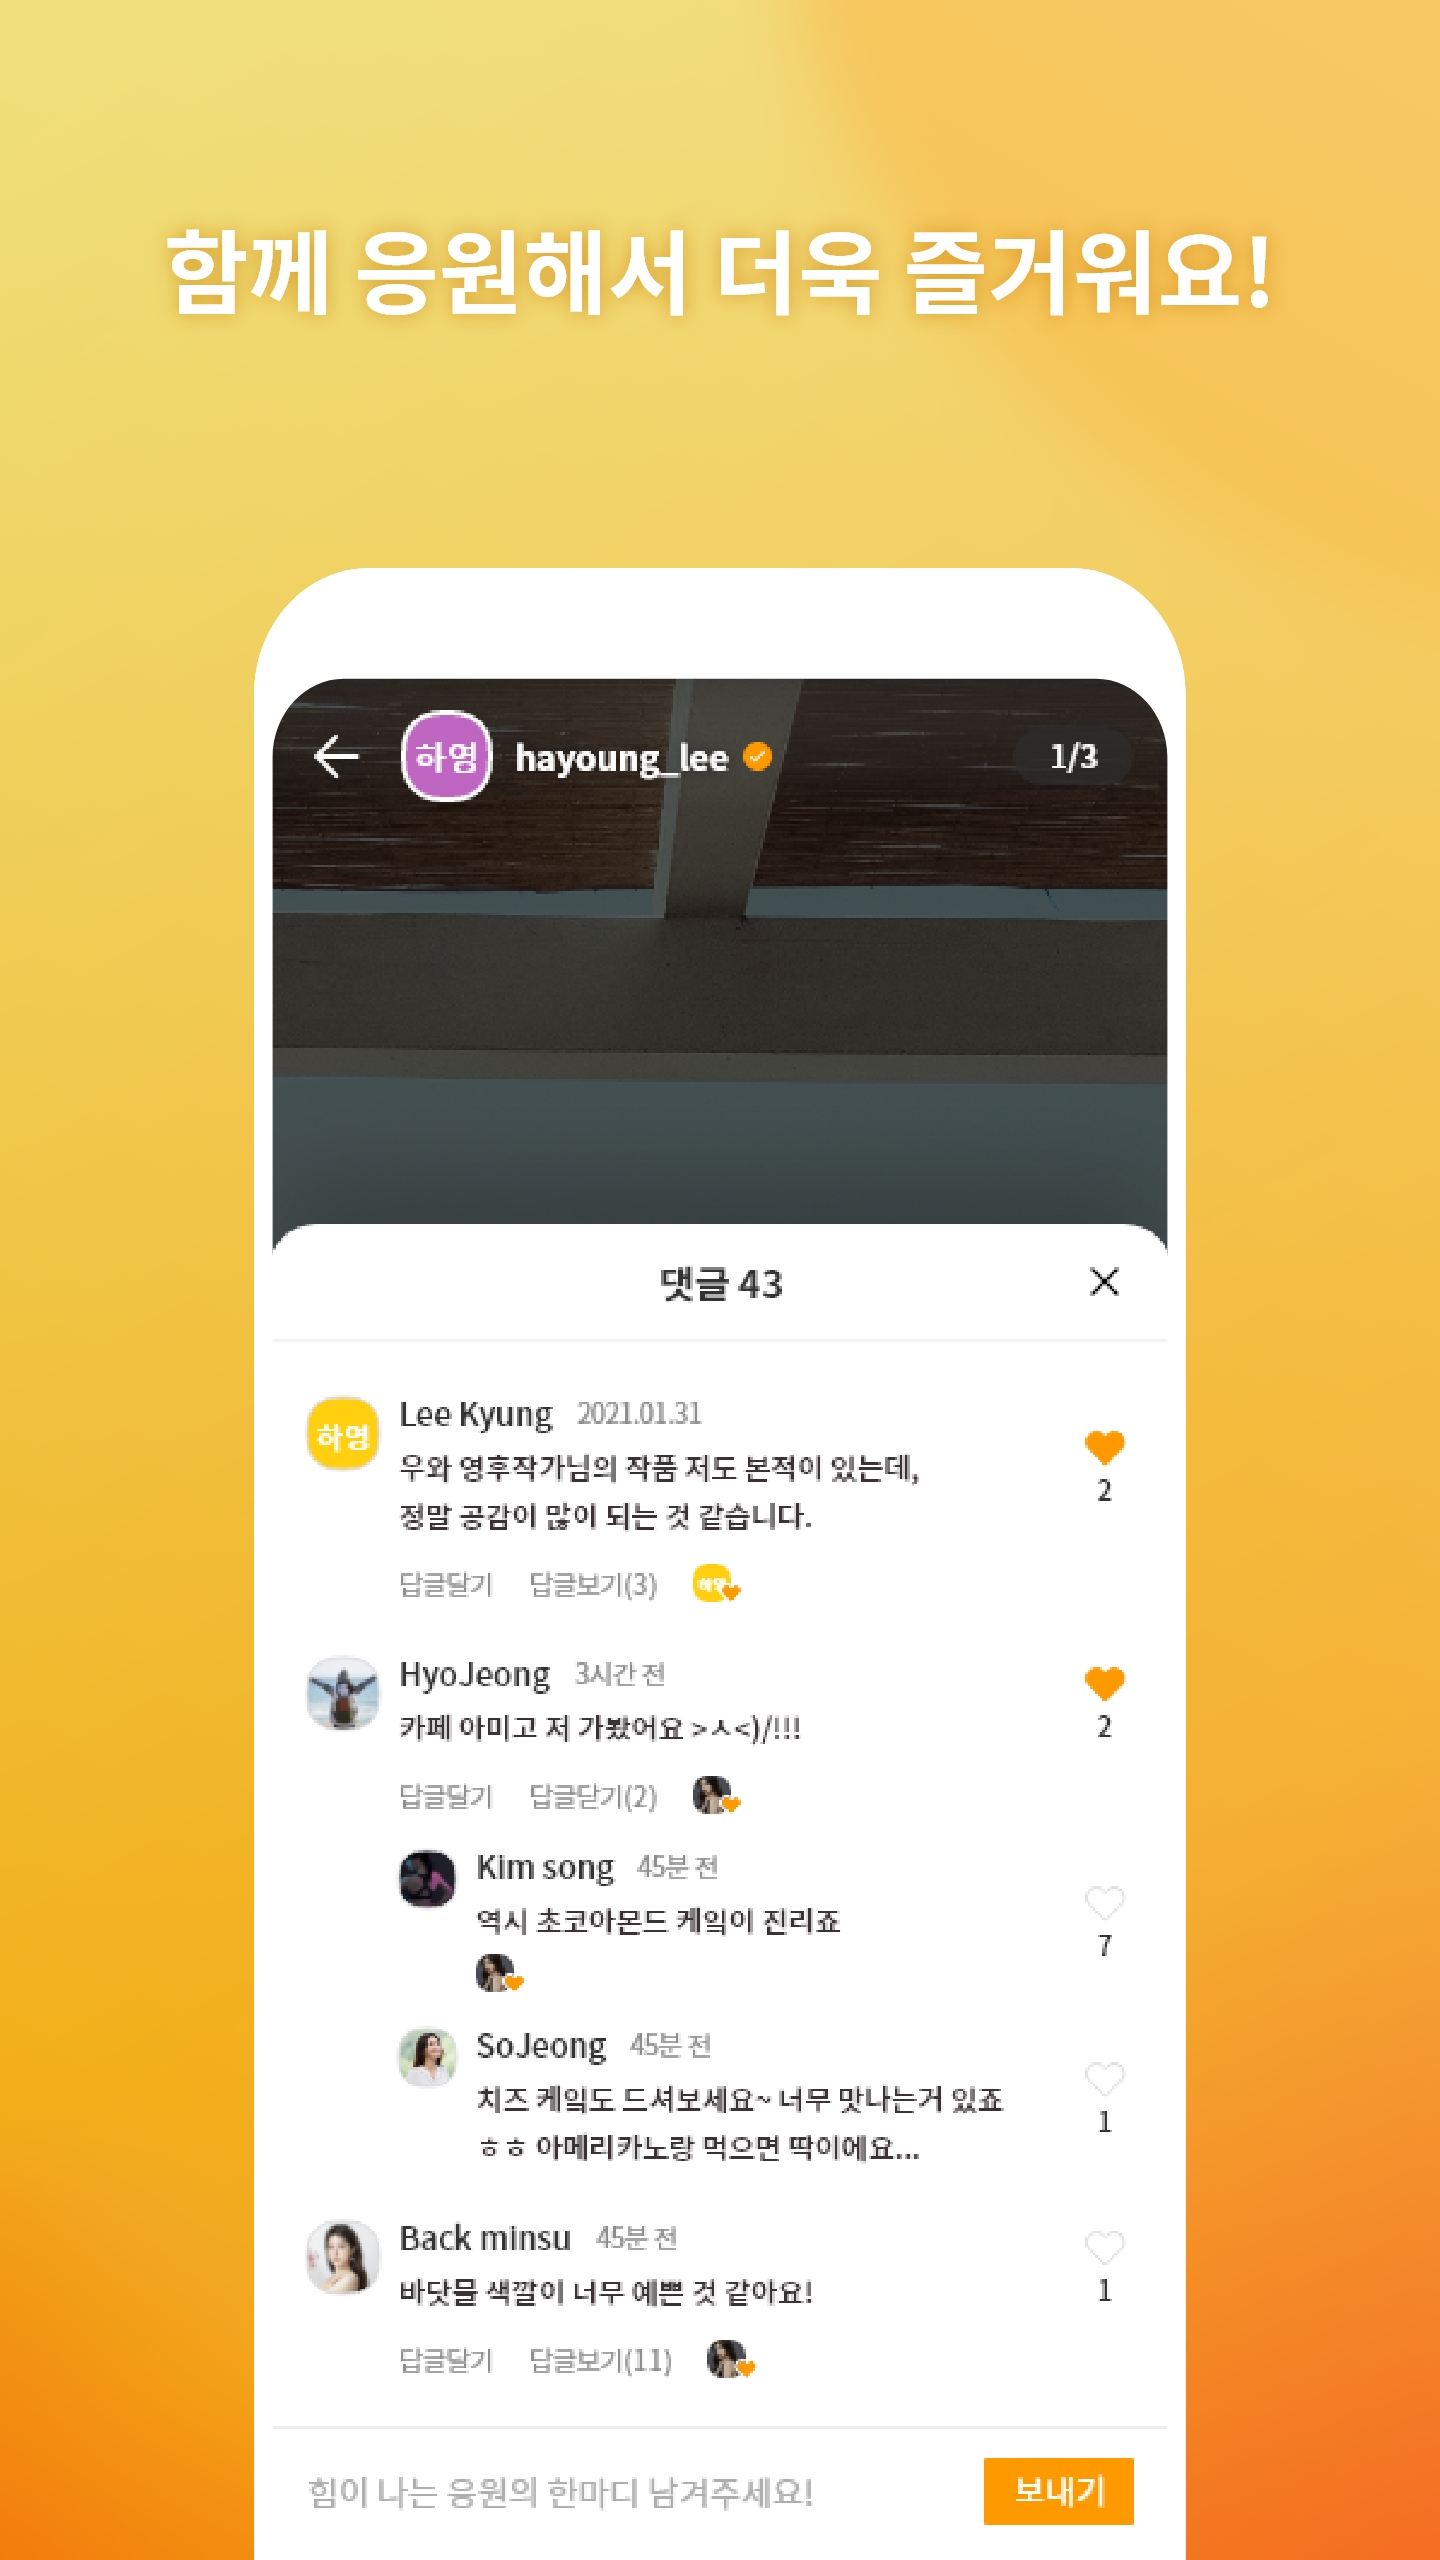 함께 응원해서 더욱 즐거워요!
하영 hayoung_lee 1/3
댓글 43
하영
Lee Kyung 2021.01.31
우와 영후작가님의 작품 저도 본적이 있는데,
정말 공감이 많이 되는 것 같습니다.
2
답글달기 답글보기(3) 하영
HyoJeong 3시간 전
카페 아미고 저 가봤어요 >ㅅ<)/!!!
2
답글달기 답글닫기(2)
Kim song 45분 전
역시 초코아몬드 케잌이 진리죠
7
SoJeong 45분 전
치즈 케잌도 드셔보세요~ 너무 맛나는거 있죠
ㅎㅎ 아메리카노랑 먹으면 딱이에요...
1
Back minsu 45분 전
바닷물 색깔이 너무 예쁜 것 같아요!
1
답글달기 답글보기(11)
힘이 나는 응원의 한마디 남겨주세요! 보내기